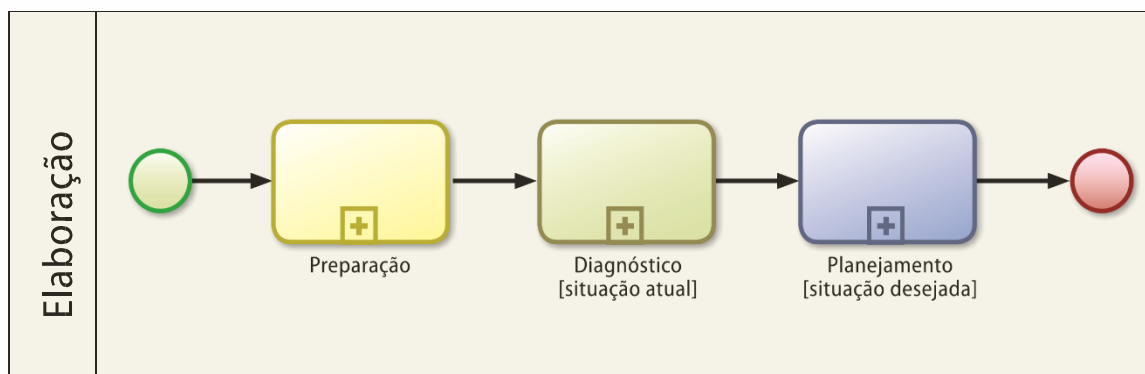 Elaboração
Preparação
Diagnóstico
[situação atual]
Planejamento
[situação desejada]